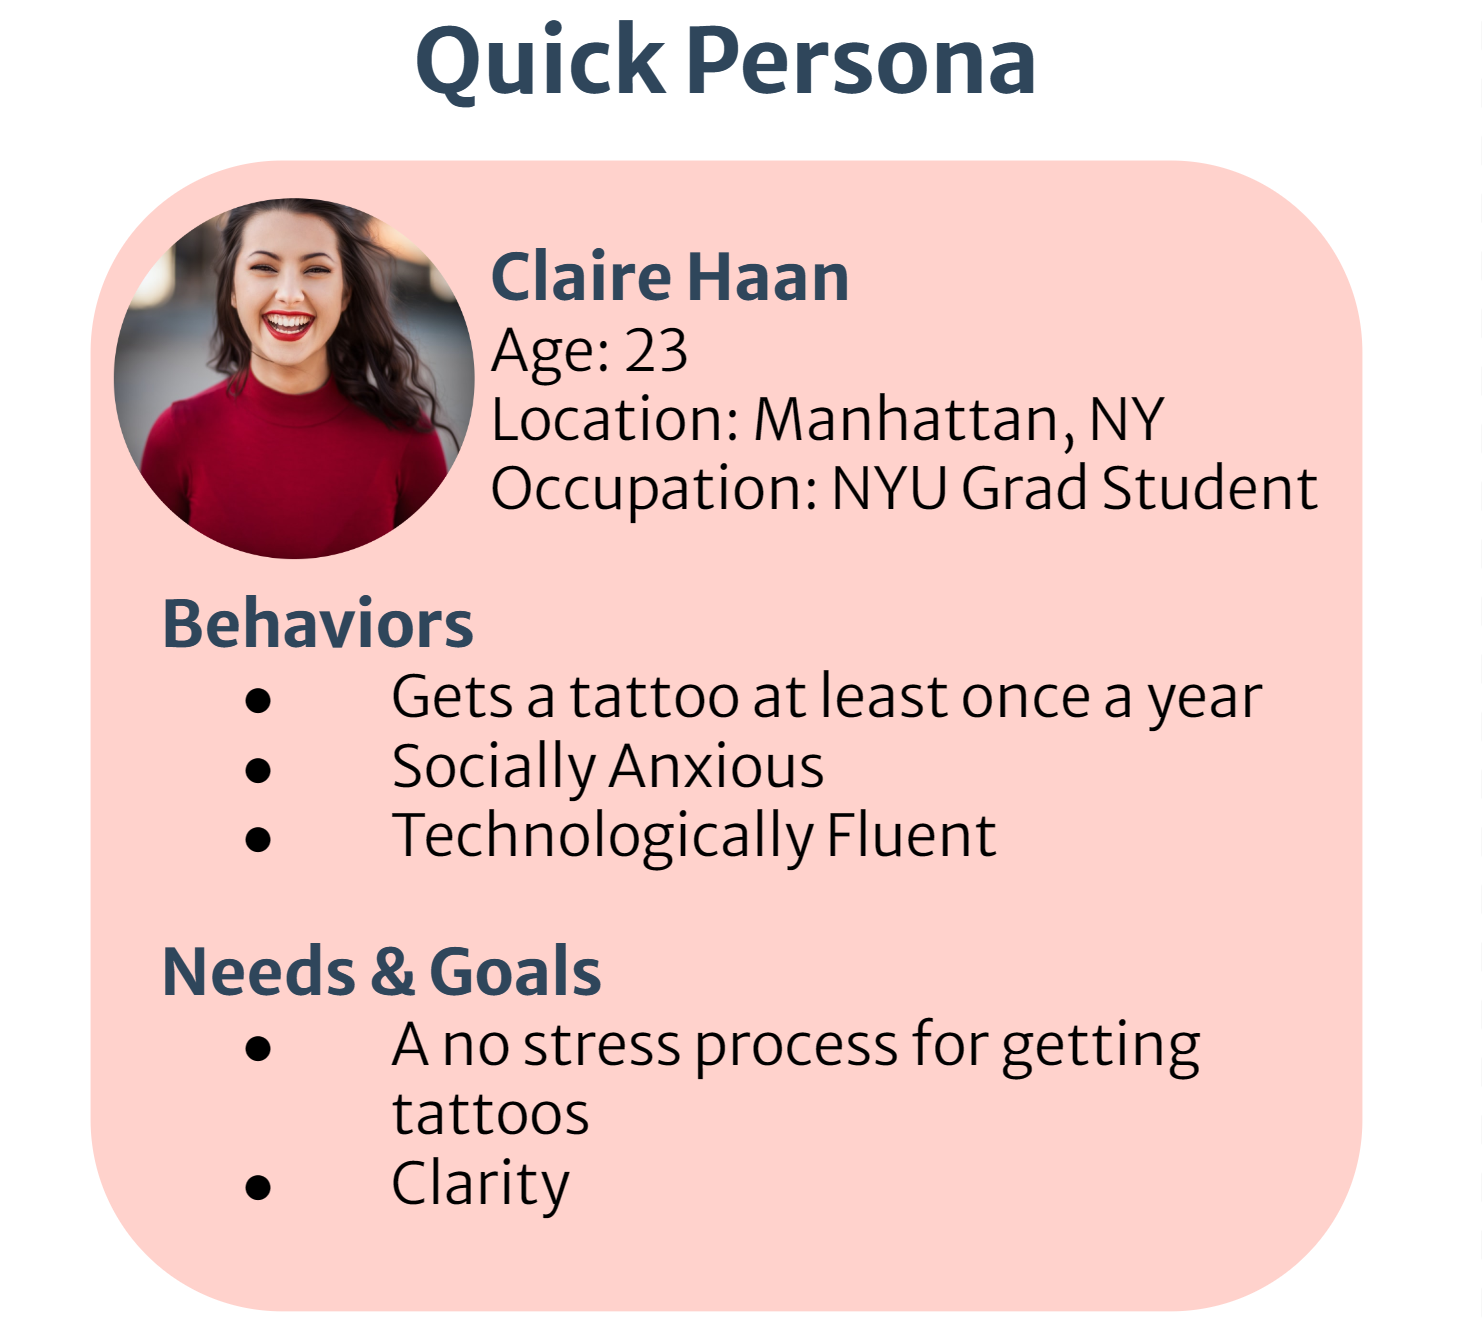 Quick Persona
Claire Haan
Age: 23
Location: Manhattan, NY
Occupation: NYU Grad Student
Behaviors
● Gets a tattoo at least once a year
● Socially Anxious
● Technologically Fluent
Needs & Goals
● A no stress process for getting
tattoos
● Clarity